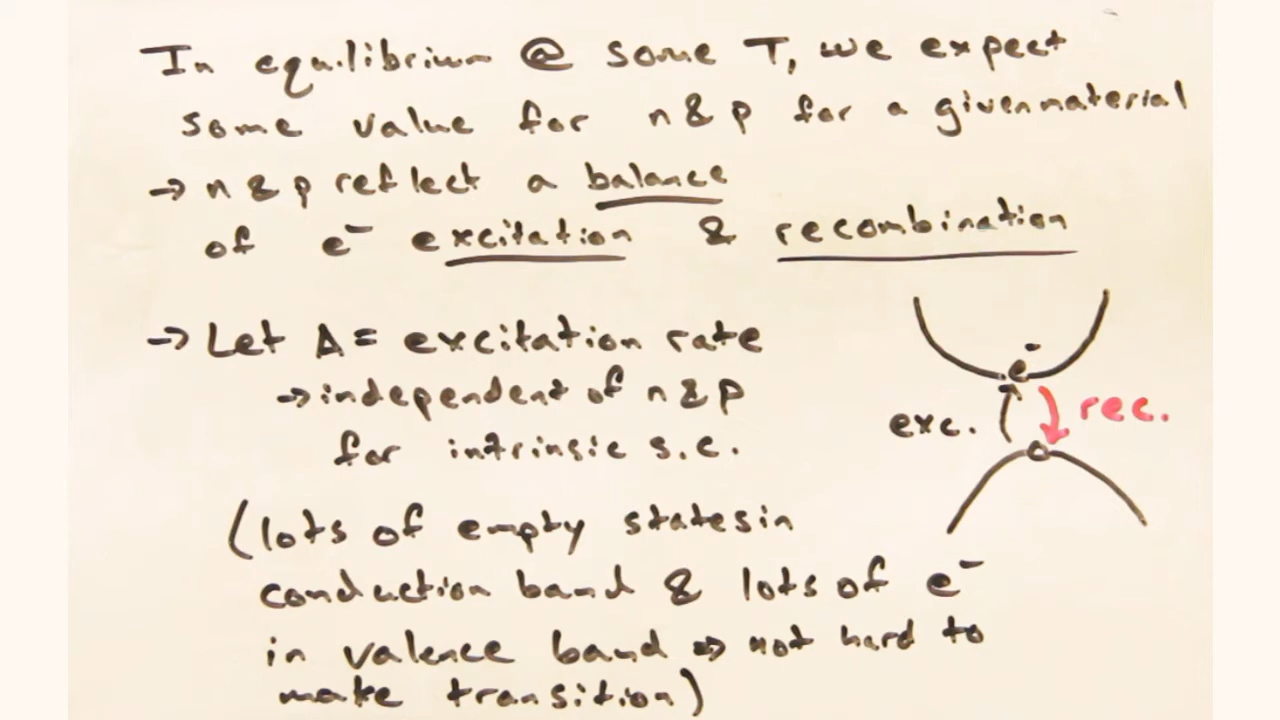 In equilibrium @ some T, we expect
some value for n & p for a given material
→ n & p reflect a balance
of e⁻ excitation & recombination
→ Let A = excitation rate
→ independent of n & p
for intrinsic s.c.
e⁻
exc.
rec.
(lots of empty states in
conduction band & lots of e⁻
in valence band ⇒ not hard to
make transition)